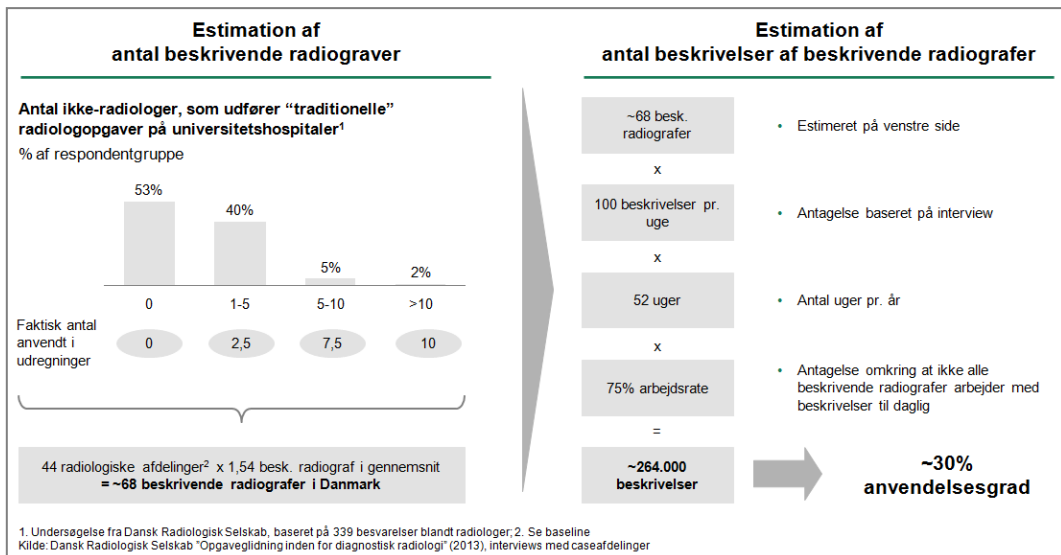 Estimation af
antal beskrivende radiograver
Antal ikke-radiologer, som udfører “traditionelle”
radiologopgaver på universitetshospitaler1
% af respondentgruppe
53%
40%
5%
2%
0
1-5
5-10
>10
Faktisk antal
anvendt i
udregninger
0
2,5
7,5
10
44 radiologiske afdelinger2 x 1,54 besk. radiograf i gennemsnit
= ~68 beskrivende radiografer i Danmark
Estimation af
antal beskrivelser af beskrivende radiografer
~68 besk.
radiografer
• Estimeret på venstre side
x
100 beskrivelser pr.
uge
• Antagelse baseret på interview
x
52 uger
• Antal uger pr. år
x
75% arbejdsrate
• Antagelse omkring at ikke alle
beskrivende radiografer arbejder med
beskrivelser til daglig
=
~264.000
beskrivelser
~30%
anvendelsesgrad
1. Undersøgelse fra Dansk Radiologisk Selskab, baseret på 339 besvarelser blandt radiologer; 2. Se baseline
Kilde: Dansk Radiologisk Selskab ”Opgaveglidning inden for diagnostisk radiologi” (2013), interviews med caseafdelinger